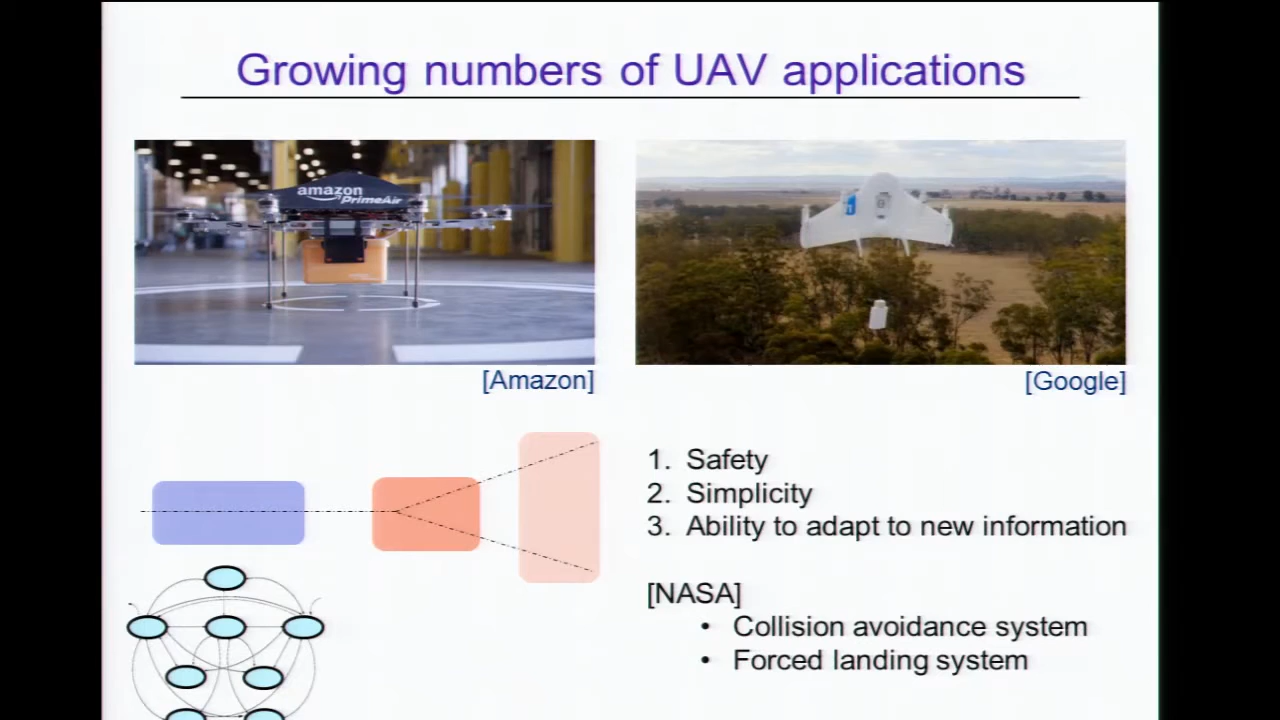 Growing numbers of UAV applications
amazon
PrimeAir
[Amazon]
[Google]
1. Safety
2. Simplicity
3. Ability to adapt to new information
[NASA]
• Collision avoidance system
• Forced landing system